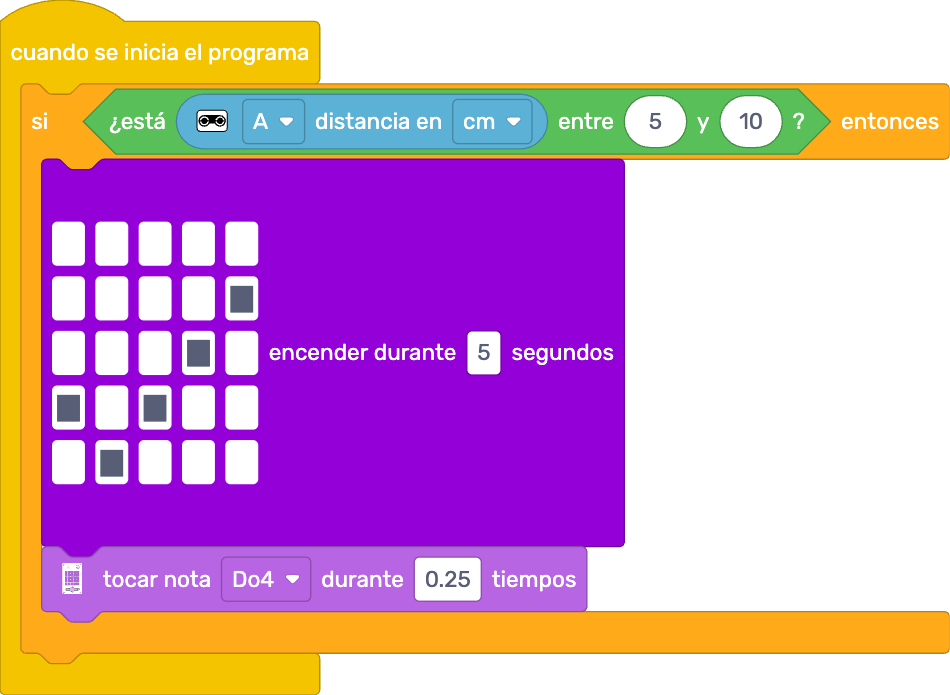 cuando se inicia el programa
si ¿está A distancia en cm entre 5 y 10 ? entonces
encender durante 5 segundos
tocar nota Do4 durante 0.25 tiempos